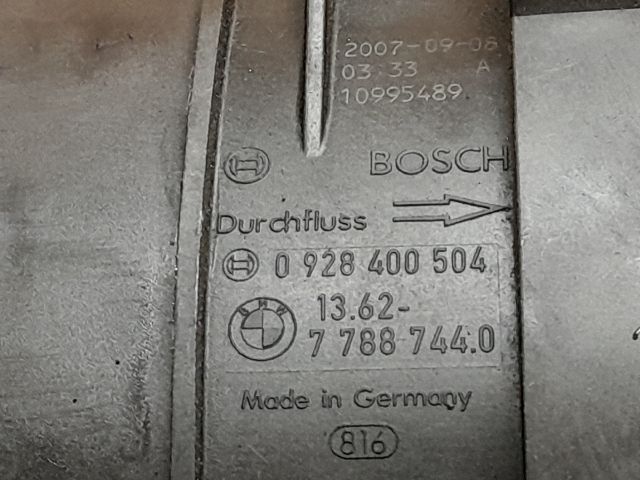 2007-09-06
03:33 A
10995489
BOSCH
Durchfluss
0 928 400 504
BMW
13.62-
7 788 744.0
Made in Germany
816